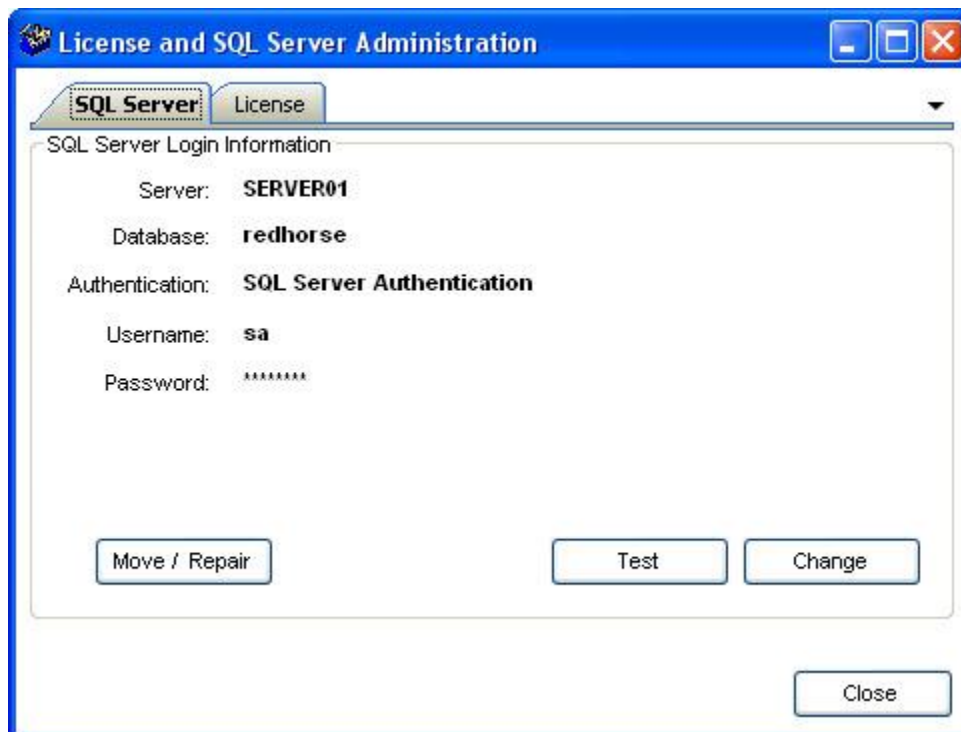 License and SQL Server Administration
SQL Server License
SQL Server Login Information
Server: SERVER01
Database: redhorse
Authentication: SQL Server Authentication
Username: sa
Password: ********
Move / Repair Test Change
Close